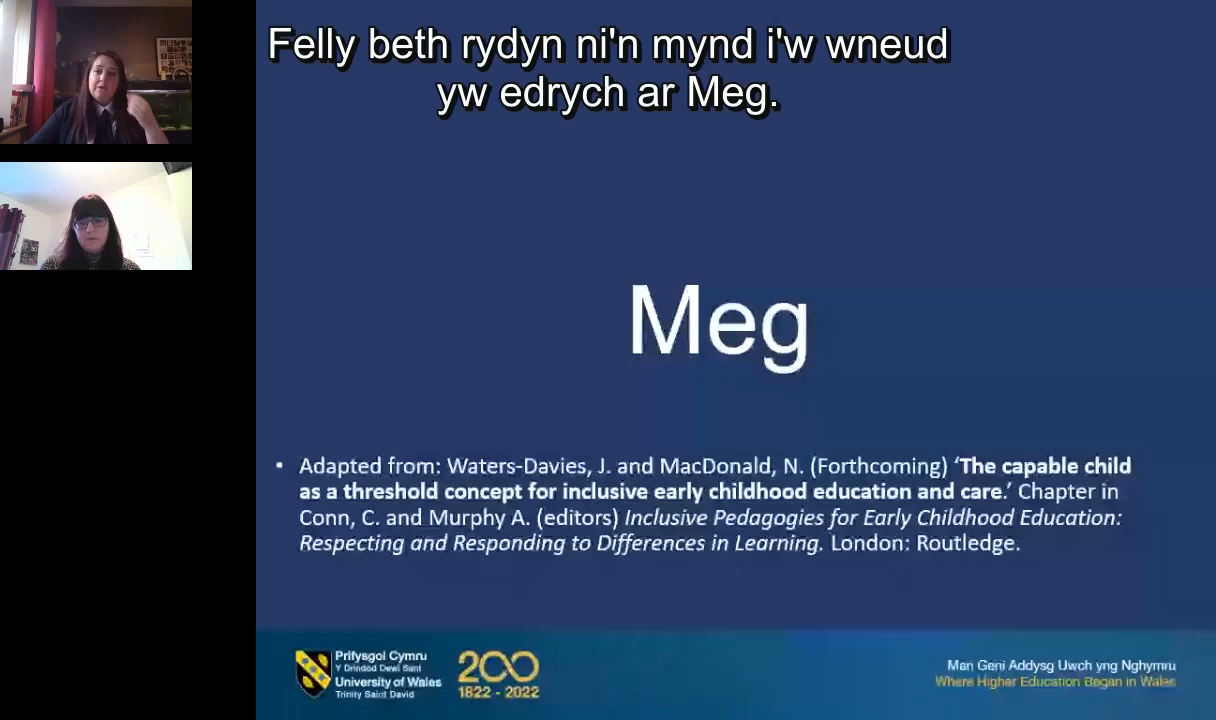 Felly beth rydyn ni'n mynd i'w wneud
yw edrych ar Meg.
Meg
▪ Adapted from: Waters-Davies, J. and MacDonald, N. (Forthcoming) ‘The capable child
as a threshold concept for inclusive early childhood education and care.’ Chapter in
Conn, C. and Murphy A. (editors) Inclusive Pedagogies for Early Childhood Education:
Respecting and Responding to Differences in Learning. London: Routledge.
Prifysgol Cymru
Y Drindod Dewi Sant
University of Wales
Trinity Saint David
200
1822 - 2022
Man Geni Addysg Uwch yng Nghymru
Where Higher Education Began in Wales